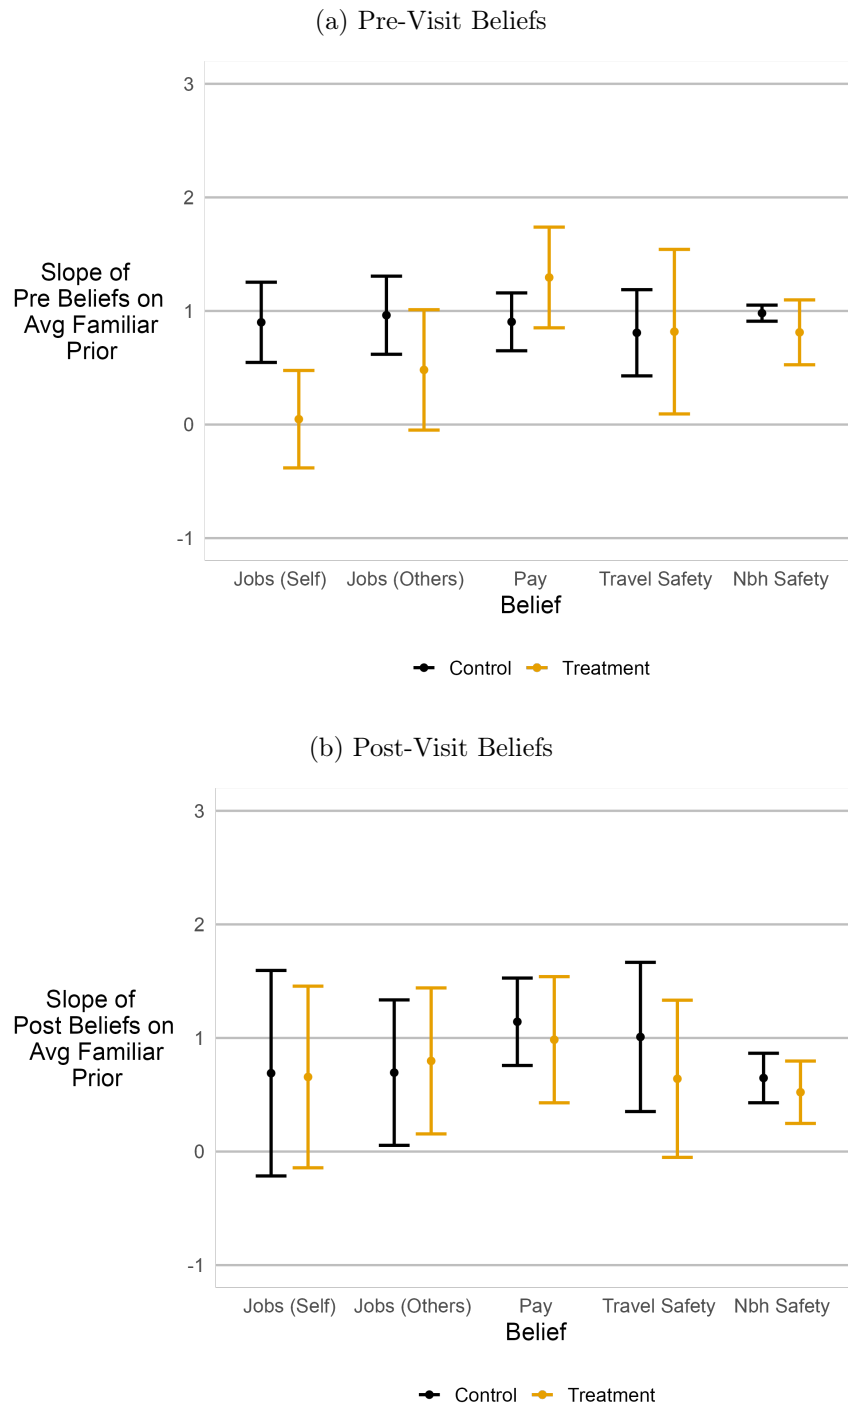 (a) Pre-Visit Beliefs
3
2
1
0
-1
Slope of
Pre Beliefs on
Avg Familiar
Prior
Jobs (Self) Jobs (Others) Pay Travel Safety Nbh Safety
Belief
Control Treatment
(b) Post-Visit Beliefs
3
2
1
0
-1
Slope of
Post Beliefs on
Avg Familiar
Prior
Jobs (Self) Jobs (Others) Pay Travel Safety Nbh Safety
Belief
Control Treatment